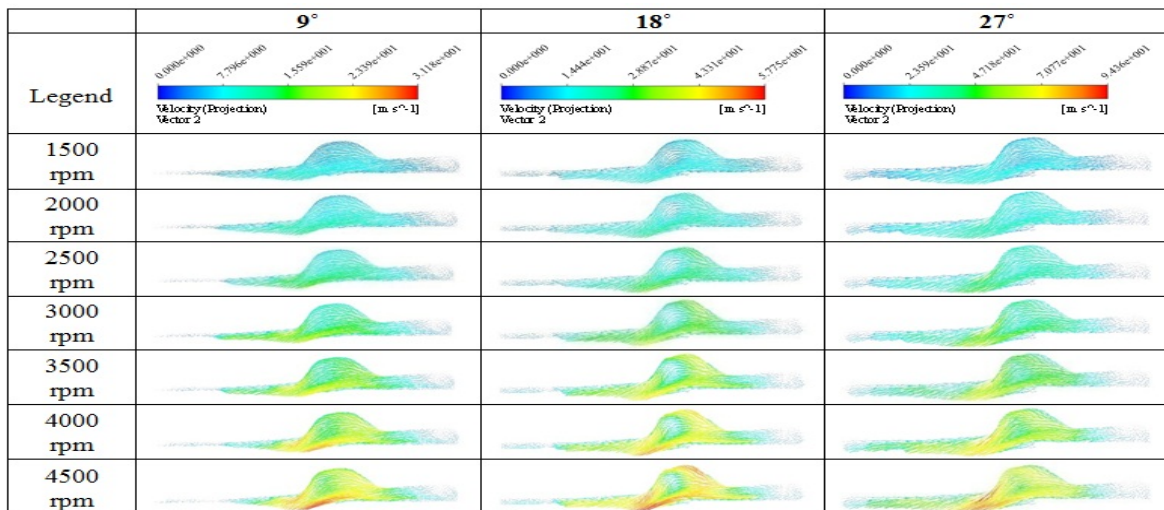 9° 18° 27°
Legend
0.000e+000 7.796e+000 1.559e+001 2.339e+001 3.118e+001
Velocity (Projection) [m s^-1]
Vector 2
0.000e+000 1.444e+001 2.887e+001 4.331e+001 5.775e+001
Velocity (Projection) [m s^-1]
Vector 2
0.000e+000 2.359e+001 4.718e+001 7.077e+001 9.436e+001
Velocity (Projection) [m s^-1]
Vector 2
1500
rpm
2000
rpm
2500
rpm
3000
rpm
3500
rpm
4000
rpm
4500
rpm